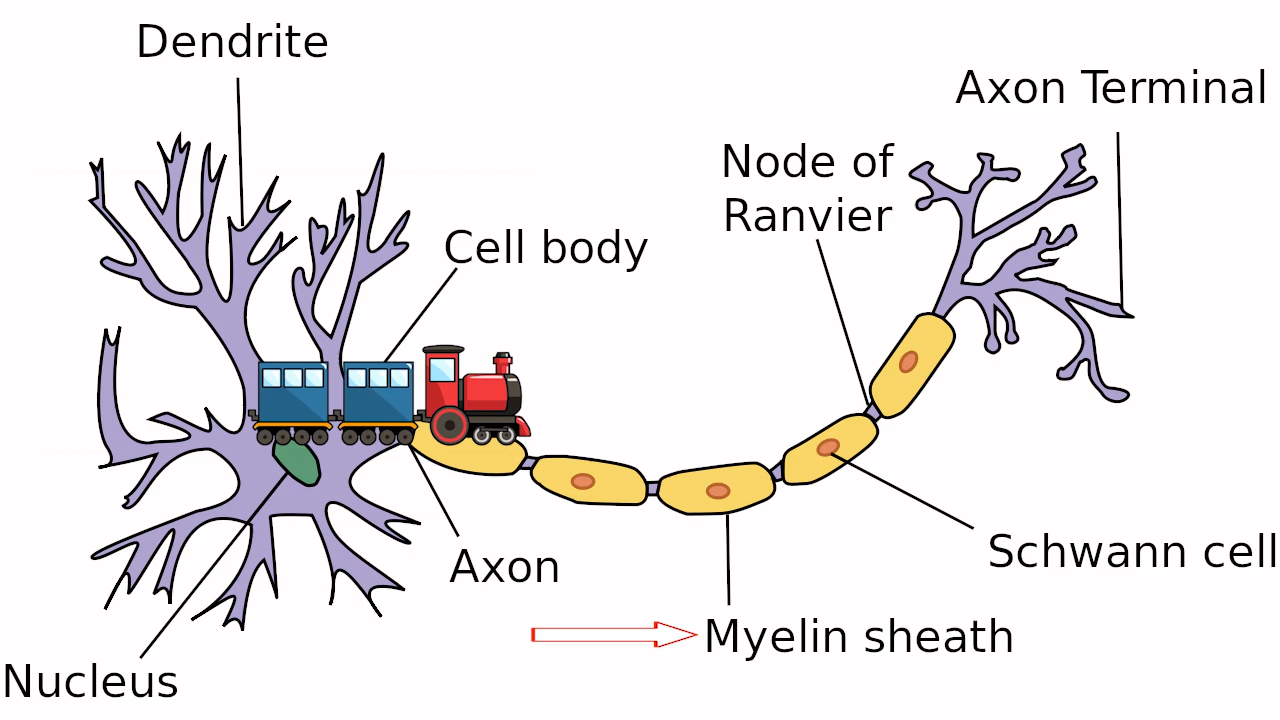 Dendrite
Axon Terminal
Node of
Ranvier
Cell body
Axon
Schwann cell
Myelin sheath
Nucleus